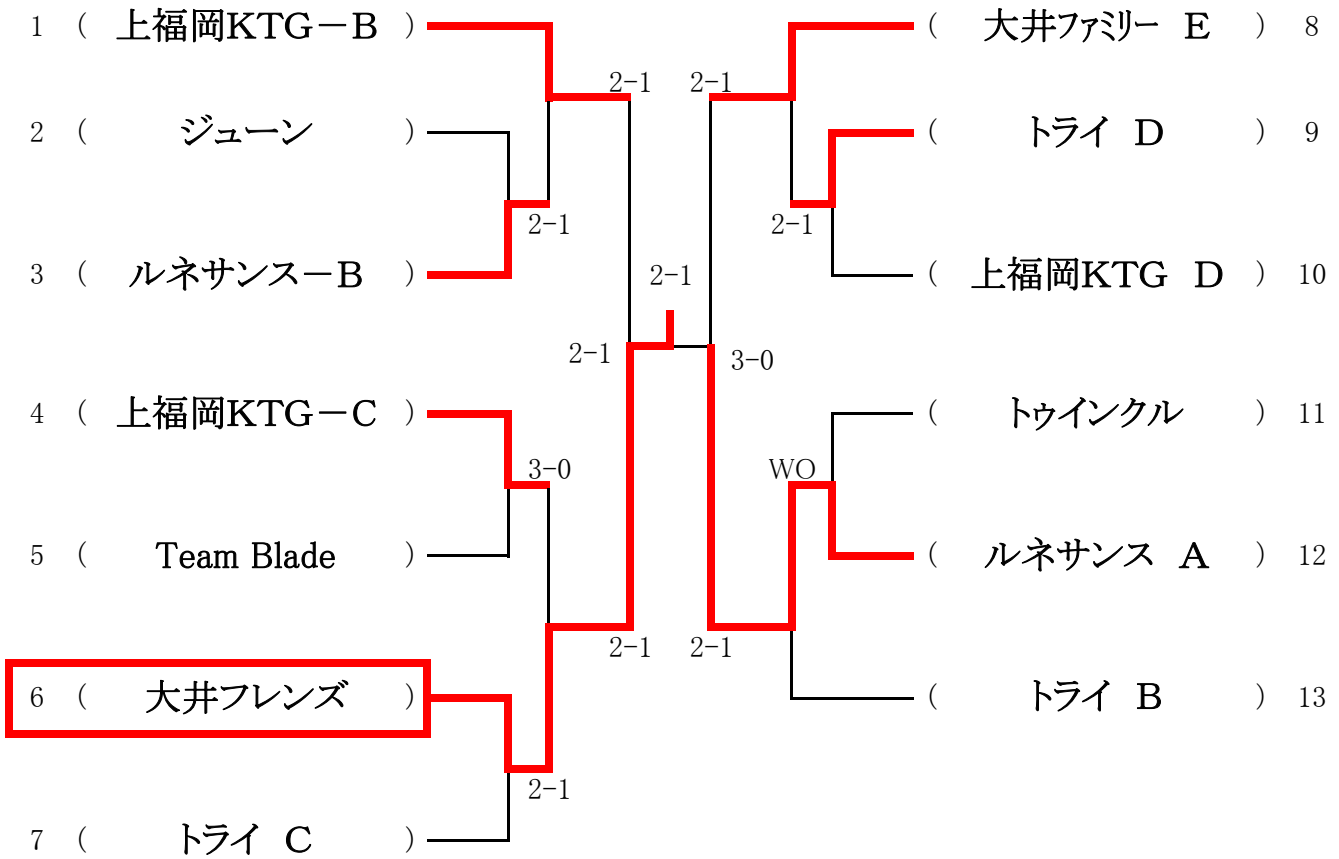 1 ( 上福岡KTG－B )
( 大井ファミリー E ) 8
2-1 2-1
2 ( ジューン )
( トライ D ) 9
2-1 2-1
3 ( ルネサンス－B )
2-1
( 上福岡KTG D ) 10
2-1 3-0
4 ( 上福岡KTG－C )
( トゥインクル ) 11
3-0 WO
5 ( Team Blade )
( ルネサンス A ) 12
2-1 2-1
6 ( 大井フレンズ )
( トライ B ) 13
2-1
7 ( トライ C )